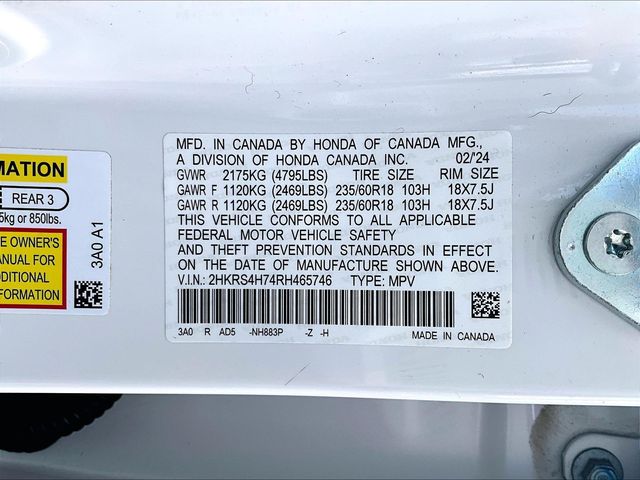 MATION
REAR 3
5kg or 850lbs.
E OWNER'S
ANUAL FOR
DDITIONAL
FORMATION
3A0 A1
MFD. IN CANADA BY HONDA OF CANADA MFG.,
A DIVISION OF HONDA CANADA INC. 02/'24
GVWR 2175KG (4795LBS) TIRE SIZE RIM SIZE
GAWR F 1120KG (2469LBS) 235/60R18 103H 18X7.5J
GAWR R 1120KG (2469LBS) 235/60R18 103H 18X7.5J
THIS VEHICLE CONFORMS TO ALL APPLICABLE
FEDERAL MOTOR VEHICLE SAFETY
AND THEFT PREVENTION STANDARDS IN EFFECT
ON THE DATE OF MANUFACTURE SHOWN ABOVE.
V.I.N.: 2HKRS4H74RH465746 TYPE: MPV
3A0 R AD5 -NH883P -Z -H MADE IN CANADA